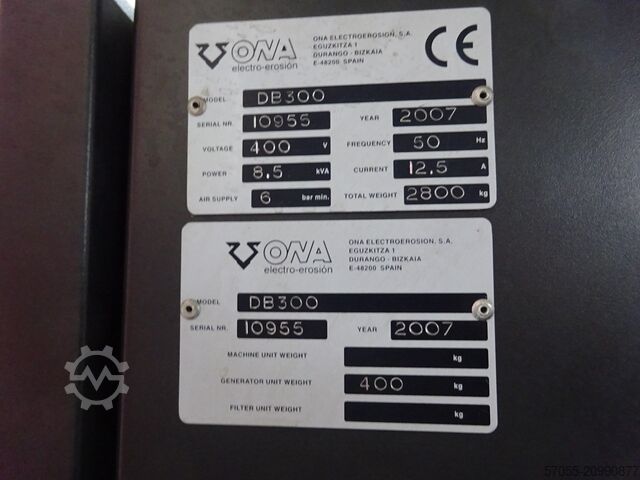 ONA
electro-erosión
ONA ELECTROEROSION, S.A.
EGUZKITZA 1
DURANGO - BIZKAIA
E-48200 SPAIN
CE
MODEL DB300
SERIAL NR. 10955 YEAR 2007
VOLTAGE 400 V FREQUENCY 50 Hz
POWER 8.5 kVA CURRENT 12.5 A
AIR SUPPLY 6 bar min. TOTAL WEIGHT 2800 kg
ONA
electro-erosión
ONA ELECTROEROSION, S.A.
EGUZKITZA 1
DURANGO - BIZKAIA
E-48200 SPAIN
MODEL DB300
SERIAL NR. 10955 YEAR 2007
MACHINE UNIT WEIGHT kg
GENERATOR UNIT WEIGHT 400 kg
FILTER UNIT WEIGHT kg
57055-20990877